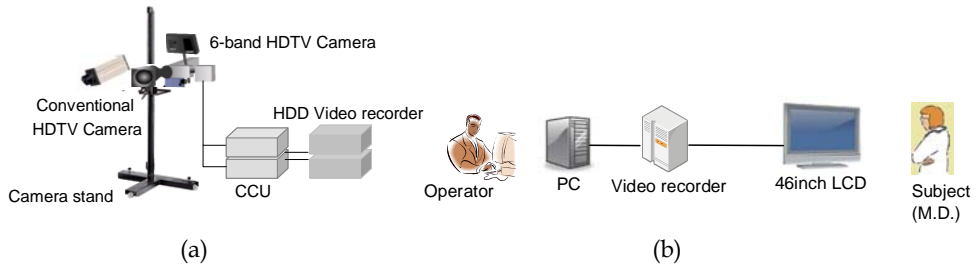 6-band HDTV Camera
Conventional
HDTV Camera
HDD Video recorder
Camera stand
CCU
Operator
PC
Video recorder
46inch LCD
Subject
(M.D.)
(a)
(b)